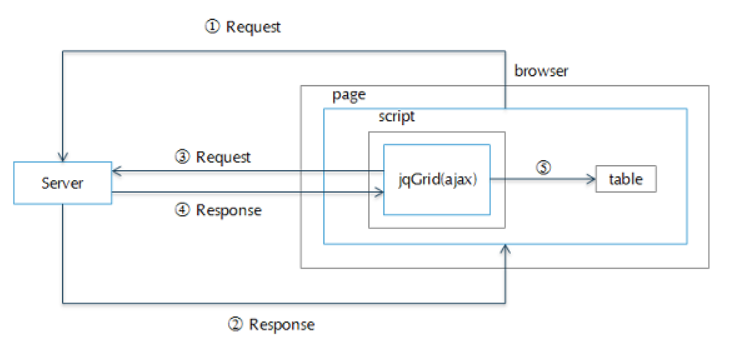 ① Request
browser
page
script
③ Request
Server
jqGrid(ajax)
⑤
table
④ Response
② Response